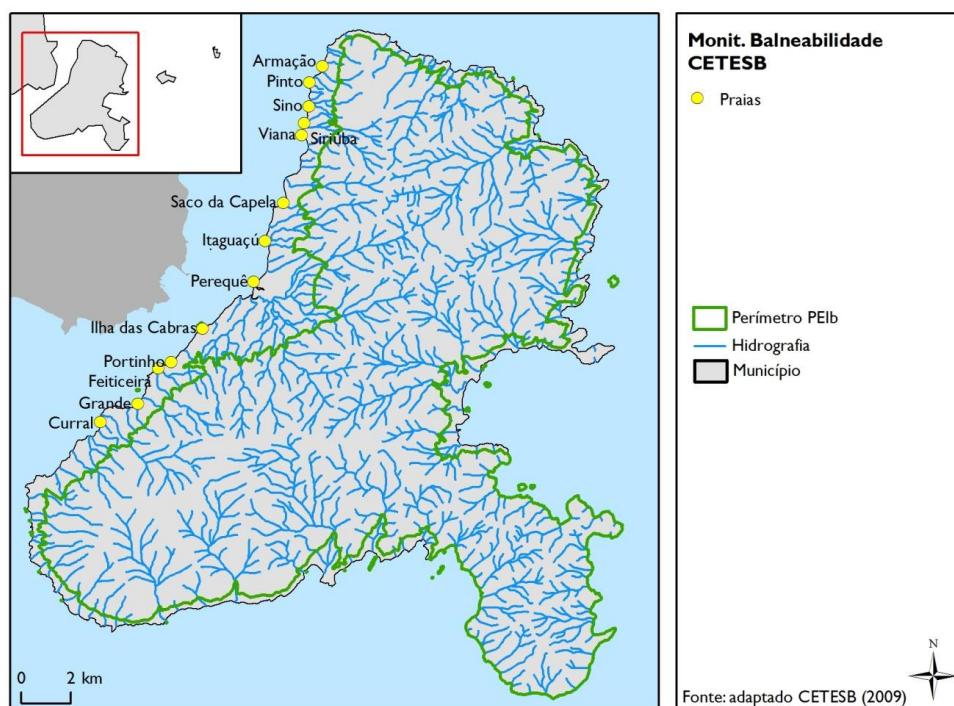 Armação
Pinto
Sino
Viana
Siriúba
Saco da Capela
Itaguaçú
Perequê
Ilha das Cabras
Portinho
Feiticeira
Grande
Curral
0 2 km
Monit. Balneabilidade
CETESB
Praias
Perímetro PEIb
Hidrografia
Município
N
Fonte: adaptado CETESB (2009)